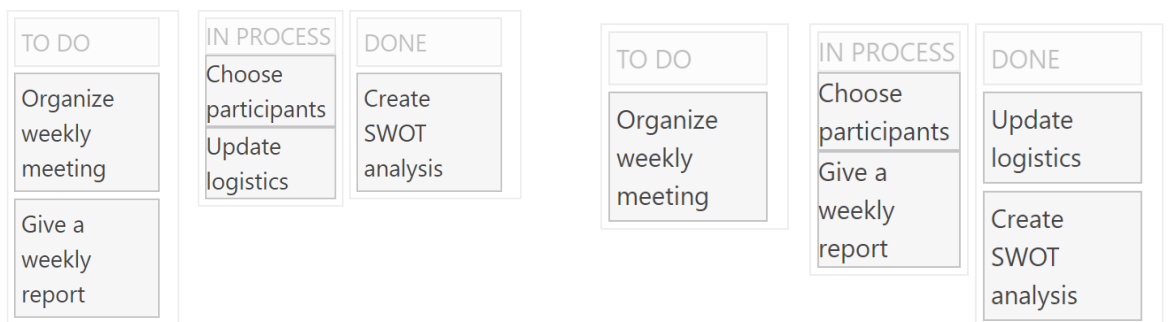 TO DO
Organize
weekly
meeting
Give a
weekly
report
IN PROCESS
Choose
participants
Update
logistics
DONE
Create
SWOT
analysis
TO DO
Organize
weekly
meeting
IN PROCESS
Choose
participants
Give a
weekly
report
DONE
Update
logistics
Create
SWOT
analysis